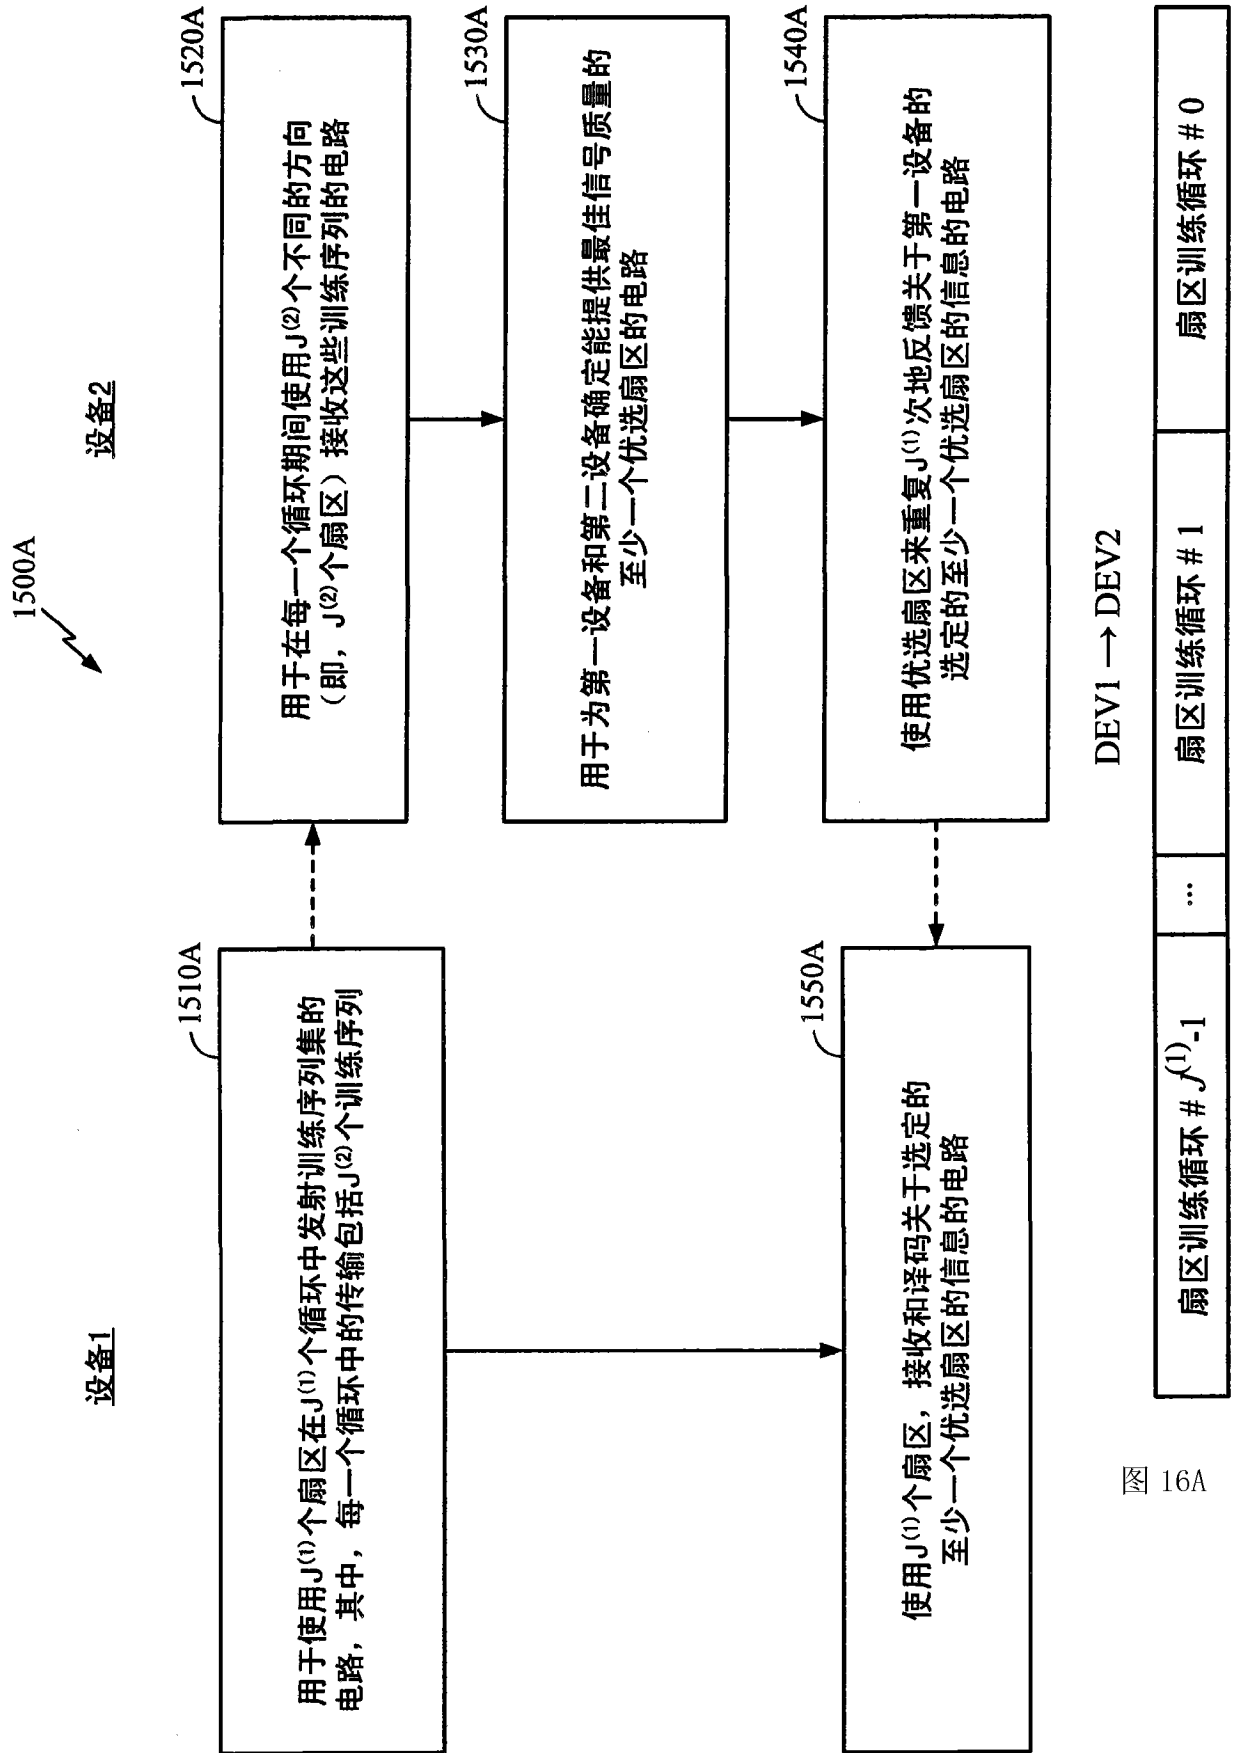 1500A
设备1
设备2
1510A
用于使用J⁽¹⁾个扇区在J⁽¹⁾个循环中发射训练序列集的
电路，其中，每一个循环中的传输包括J⁽²⁾个训练序列
1520A
用于在每一个循环期间使用J⁽²⁾个不同的方向
（即，J⁽²⁾个扇区）接收这些训练序列的电路
1530A
用于为第一设备和第二设备确定能提供最佳信号质量的
至少一个优选扇区的电路
1540A
使用优选扇区来重复J⁽¹⁾次地反馈关于第一设备的
选定的至少一个优选扇区的信息的电路
1550A
使用J⁽¹⁾个扇区，接收和译码关于选定的
至少一个优选扇区的信息的电路
DEV1 → DEV2
扇区训练循环 # J⁽¹⁾-1
...
扇区训练循环 # 1
扇区训练循环 # 0
图 16A